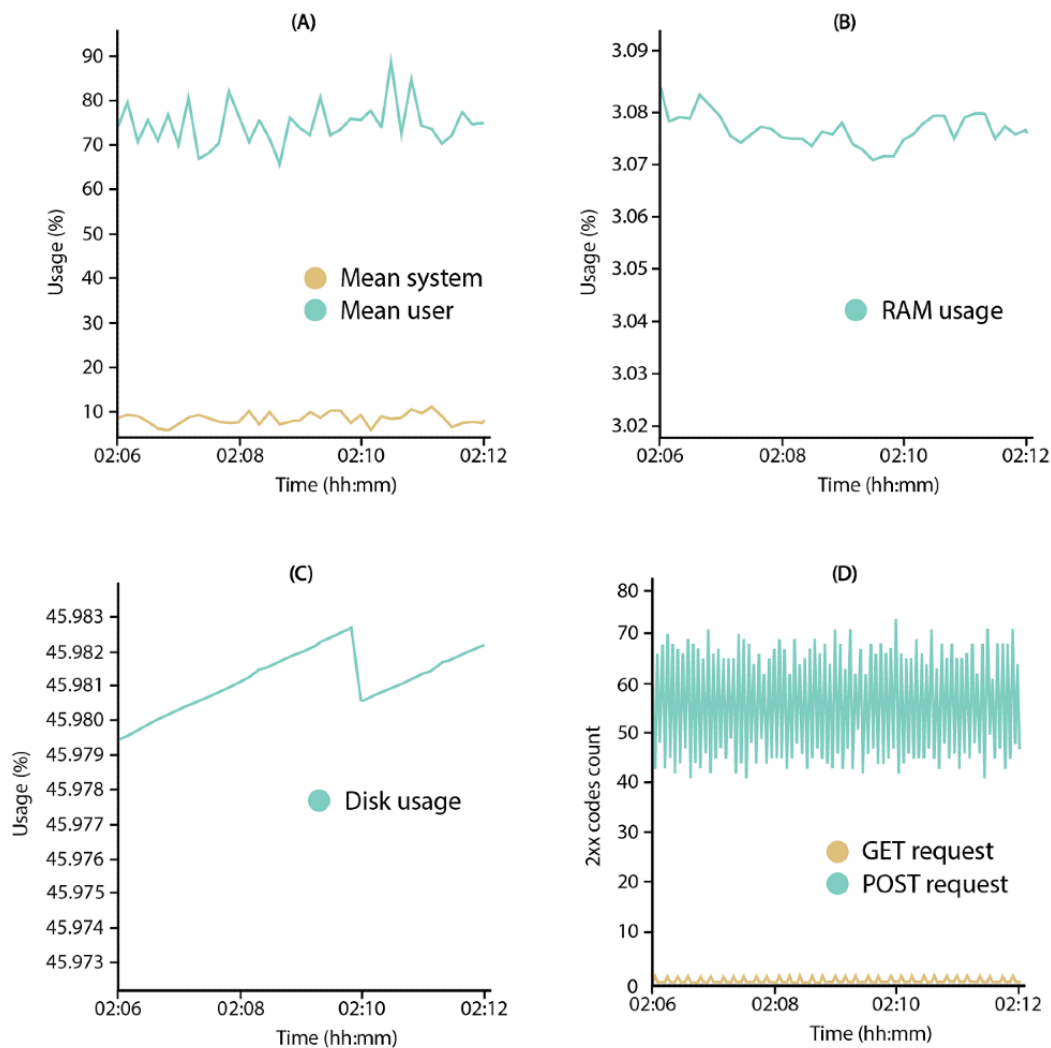 (A)
90
80
70
60
50
40
30
20
10
Usage (%)
Mean system
Mean user
02:06 02:08 02:10 02:12
Time (hh:mm)
(B)
3.09
3.08
3.07
3.06
3.05
3.04
3.03
3.02
Usage (%)
RAM usage
02:06 02:08 02:10 02:12
Time (hh:mm)
(C)
45.983
45.982
45.981
45.980
45.979
45.978
45.977
45.976
45.975
45.974
45.973
Usage (%)
Disk usage
02:06 02:08 02:10 02:12
Time (hh:mm)
(D)
80
70
60
50
40
30
20
10
0
2xx codes count
GET request
POST request
02:06 02:08 02:10 02:12
Time (hh:mm)